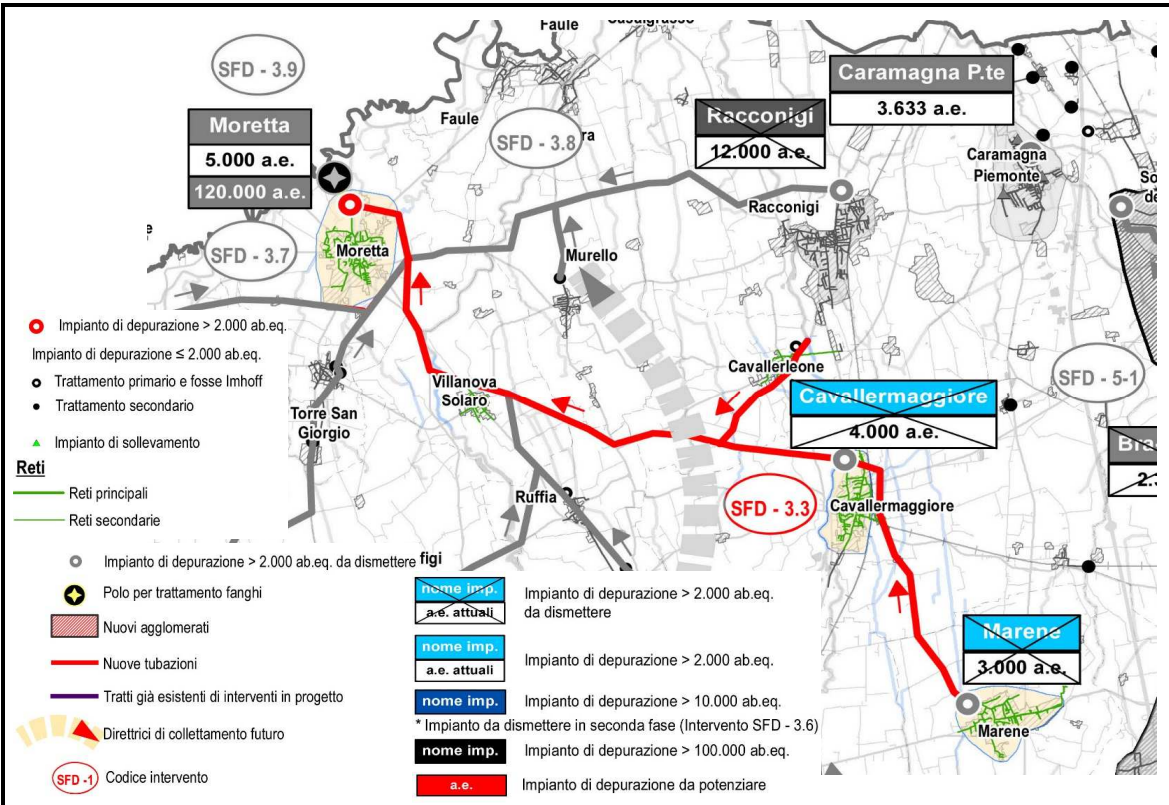 Faule
Casalgrasso
SFD - 3.9
Caramagna P.te
3.633 a.e.
Moretta
5.000 a.e.
120.000 a.e.
Faule
SFD - 3.8
ra
Racconigi
12.000 a.e.
Caramagna
Piemonte
So
de
e
SFD - 3.7
Moretta
Racconigi
Murello
Impianto di depurazione > 2.000 ab.eq.
Impianto di depurazione ≤ 2.000 ab.eq.
Trattamento primario e fosse Imhoff
Trattamento secondario
Impianto di sollevamento
Reti
Reti principali
Reti secondarie
Torre San
Giorgio
Villanova
Solaro
Cavallerleone
Cavallermaggiore
4.000 a.e.
SFD - 5-1
Bra
2.
Ruffia
SFD - 3.3
Cavallermaggiore
Impianto di depurazione > 2.000 ab.eq. da dismettere
figi
Polo per trattamento fanghi
Nuovi agglomerati
Nuove tubazioni
Tratti già esistenti di interventi in progetto
Direttrici di collettamento futuro
SFD -1
Codice intervento
nome imp.
a.e. attuali
Impianto di depurazione > 2.000 ab.eq.
da dismettere
nome imp.
a.e. attuali
Impianto di depurazione > 2.000 ab.eq.
nome imp.
Impianto di depurazione > 10.000 ab.eq.
* Impianto da dismettere in seconda fase (Intervento SFD - 3.6)
nome imp.
Impianto di depurazione > 100.000 ab.eq.
a.e.
Impianto di depurazione da potenziare
Marene
3.000 a.e.
Marene